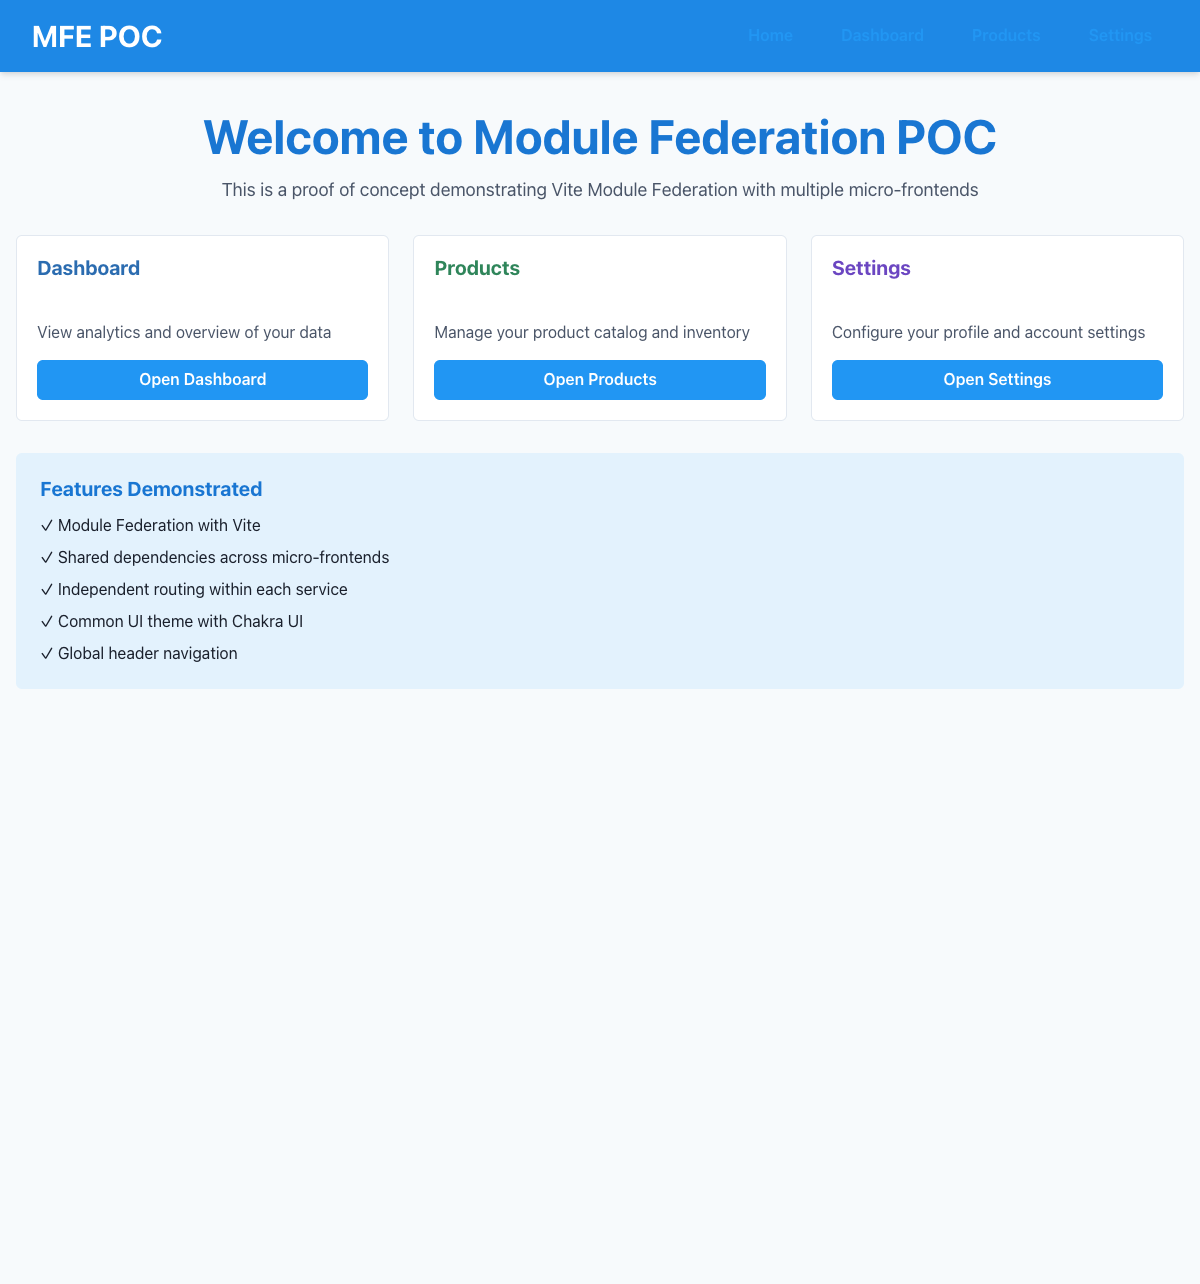 MFE POC
Home Dashboard Products Settings
Welcome to Module Federation POC
This is a proof of concept demonstrating Vite Module Federation with multiple micro-frontends
Dashboard
View analytics and overview of your data
Open Dashboard
Products
Manage your product catalog and inventory
Open Products
Settings
Configure your profile and account settings
Open Settings
Features Demonstrated
✓ Module Federation with Vite
✓ Shared dependencies across micro-frontends
✓ Independent routing within each service
✓ Common UI theme with Chakra UI
✓ Global header navigation